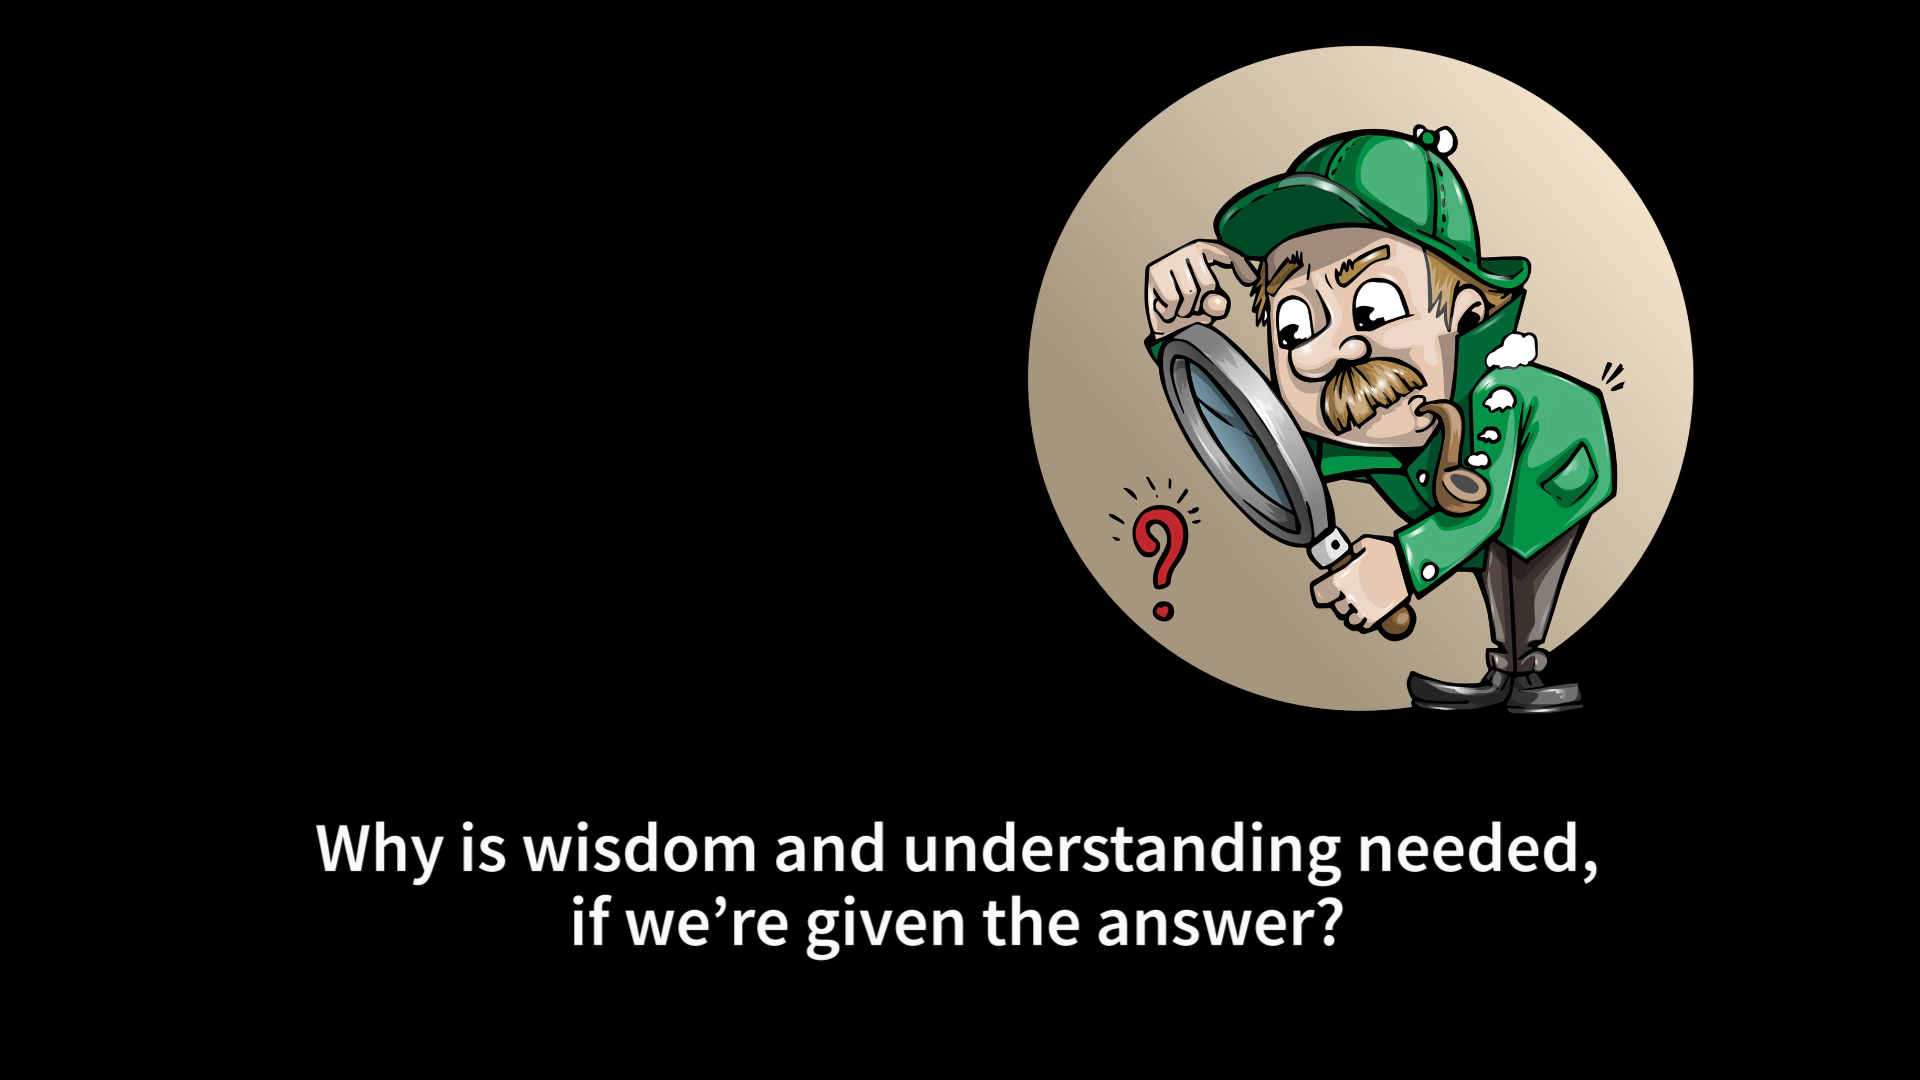 Why is wisdom and understanding needed,
if we’re given the answer?